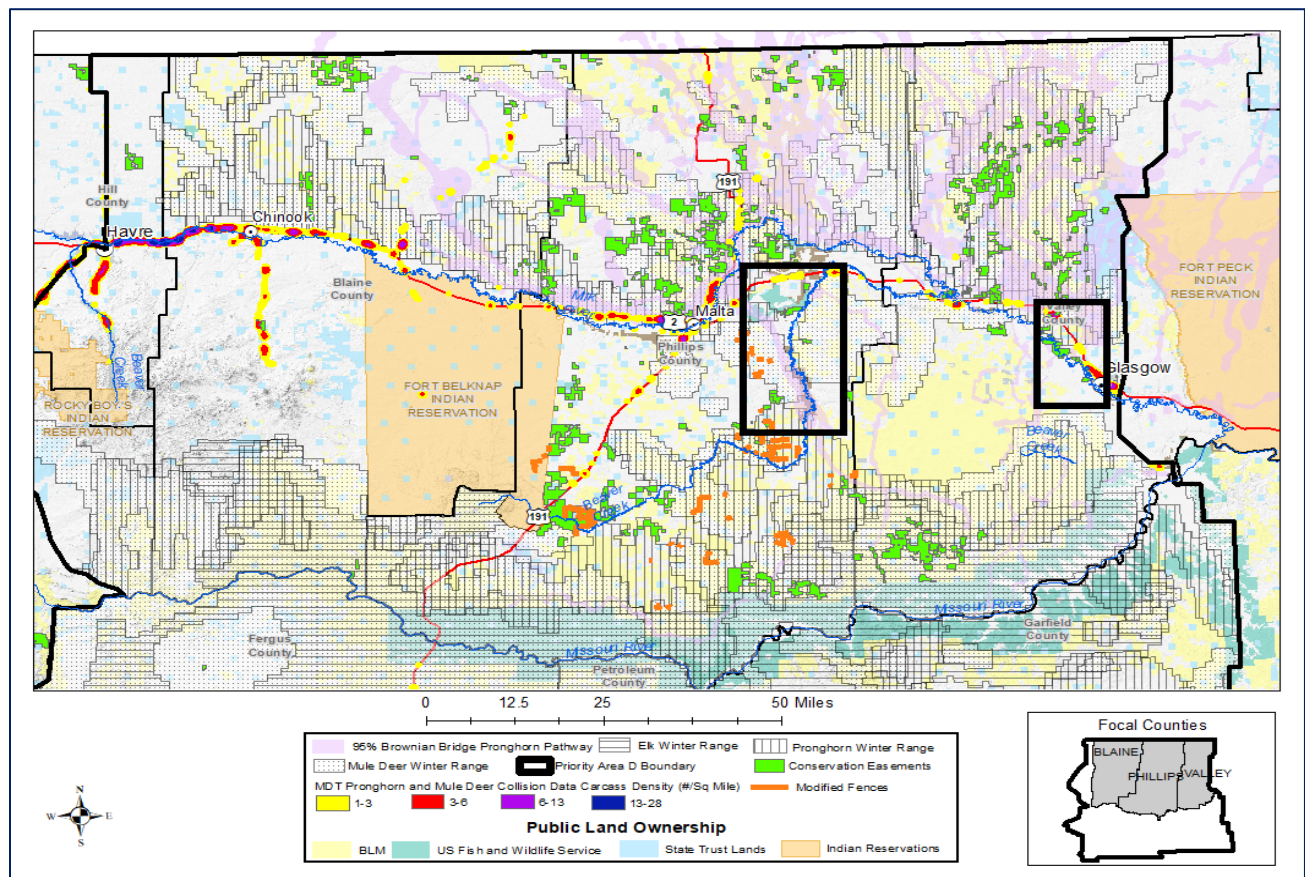 191
Hill
County
Havre
Chinook
Blaine
County
Milk
River
2
Malta
Phillips
County
Valley
County
Glasgow
FORT PECK
INDIAN
RESERVATION
Beaver
Creek
ROCKY BOY'S
INDIAN
RESERVATION
FORT BELKNAP
INDIAN
RESERVATION
Beaver
Creek
191
Beaver
Creek
Missouri River
Garfield
County
Fergus
County
Missouri River
Petroleum
County
0 12.5 25 50 Miles
95% Brownian Bridge Pronghorn Pathway Elk Winter Range Pronghorn Winter Range
Mule Deer Winter Range Priority Area D Boundary Conservation Easements
MDT Pronghorn and Mule Deer Collision Data Carcass Density (#/Sq Mile) Modified Fences
1-3 3-6 6-13 13-28
Public Land Ownership
BLM US Fish and Wildlife Service State Trust Lands Indian Reservations
N
W E
S
Focal Counties
BLAINE
PHILLIPS VALLEY